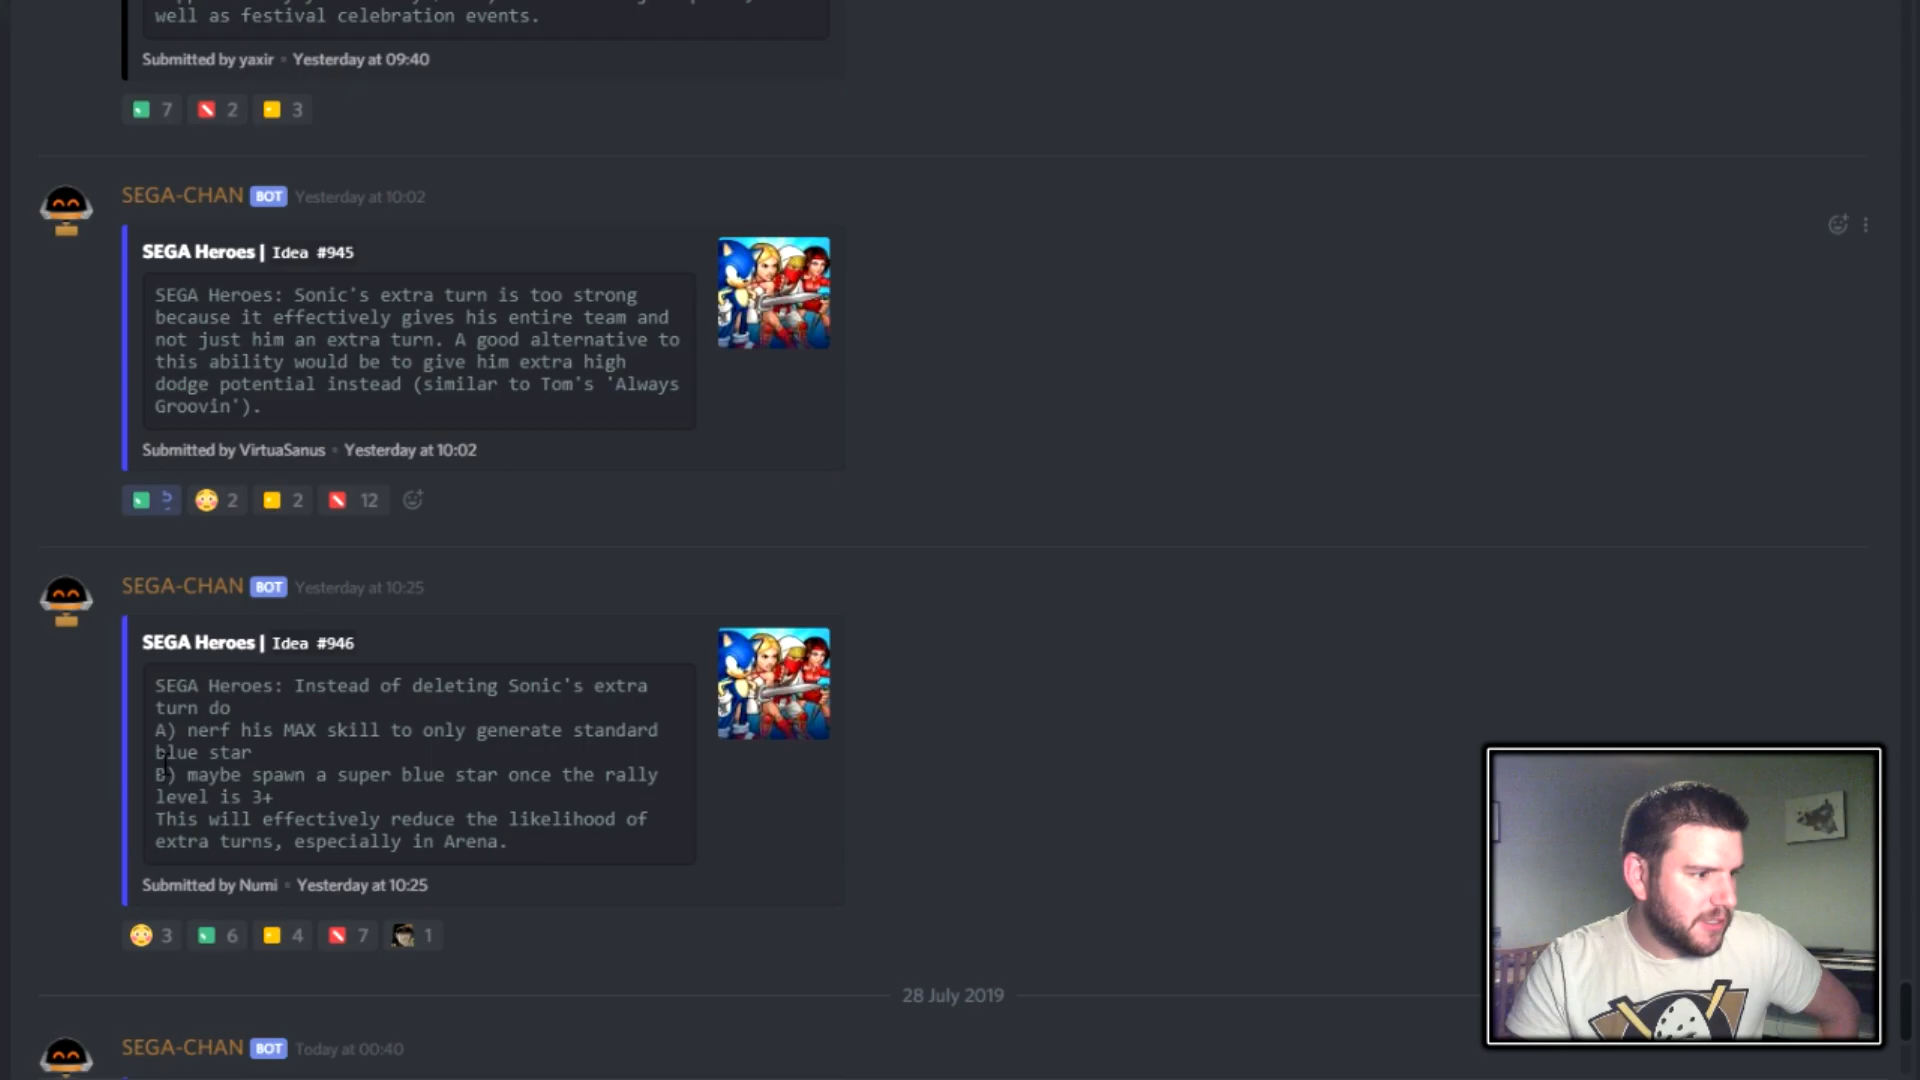 well as festival celebration events.
Submitted by yaxir • Yesterday at 09:40
7 2 3
SEGA-CHAN BOT Yesterday at 10:02
SEGA Heroes | Idea #945
SEGA Heroes: Sonic's extra turn is too strong
because it effectively gives his entire team and
not just him an extra turn. A good alternative to
this ability would be to give him extra high
dodge potential instead (similar to Tom's 'Always
Groovin').
Submitted by VirtuaSanus • Yesterday at 10:02
2 2 12
SEGA-CHAN BOT Yesterday at 10:25
SEGA Heroes | Idea #946
SEGA Heroes: Instead of deleting Sonic's extra
turn do
A) nerf his MAX skill to only generate standard
blue star
B) maybe spawn a super blue star once the rally
level is 3+
This will effectively reduce the likelihood of
extra turns, especially in Arena.
Submitted by Numi • Yesterday at 10:25
3 6 4 7 1
28 July 2019
SEGA-CHAN BOT Today at 00:40